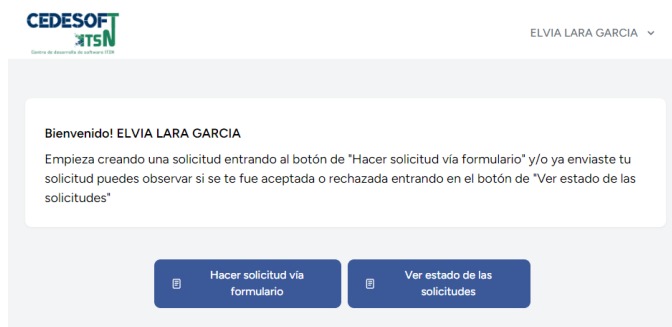 CEDESOFT
ITSN
Centro de desarrollo de software ITSN
ELVIA LARA GARCIA
Bienvenido! ELVIA LARA GARCIA
Empieza creando una solicitud entrando al botón de "Hacer solicitud vía formulario" y/o ya enviaste tu
solicitud puedes observar si se te fue aceptada o rechazada entrando en el botón de "Ver estado de las
solicitudes"
Hacer solicitud vía
formulario
Ver estado de las
solicitudes